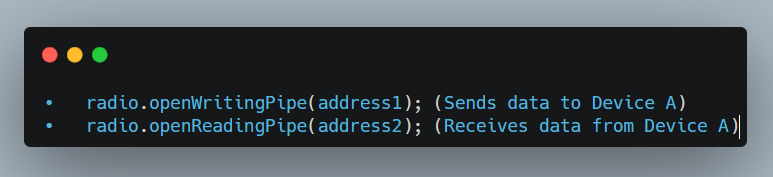 • radio.openWritingPipe(address1); (Sends data to Device A)
• radio.openReadingPipe(address2); (Receives data from Device A)